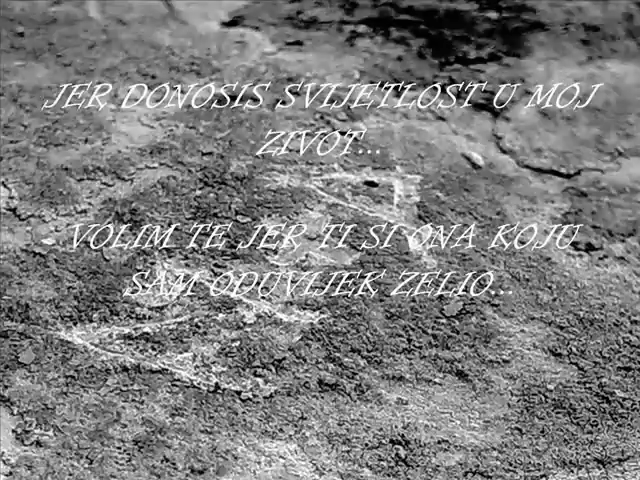 JER DONOSIS SVIJETLOST U MOJ
ZIVOT...
VOLIM TE JER TI SI ONA KOJU
SAM ODUVIJEK ZELIO...